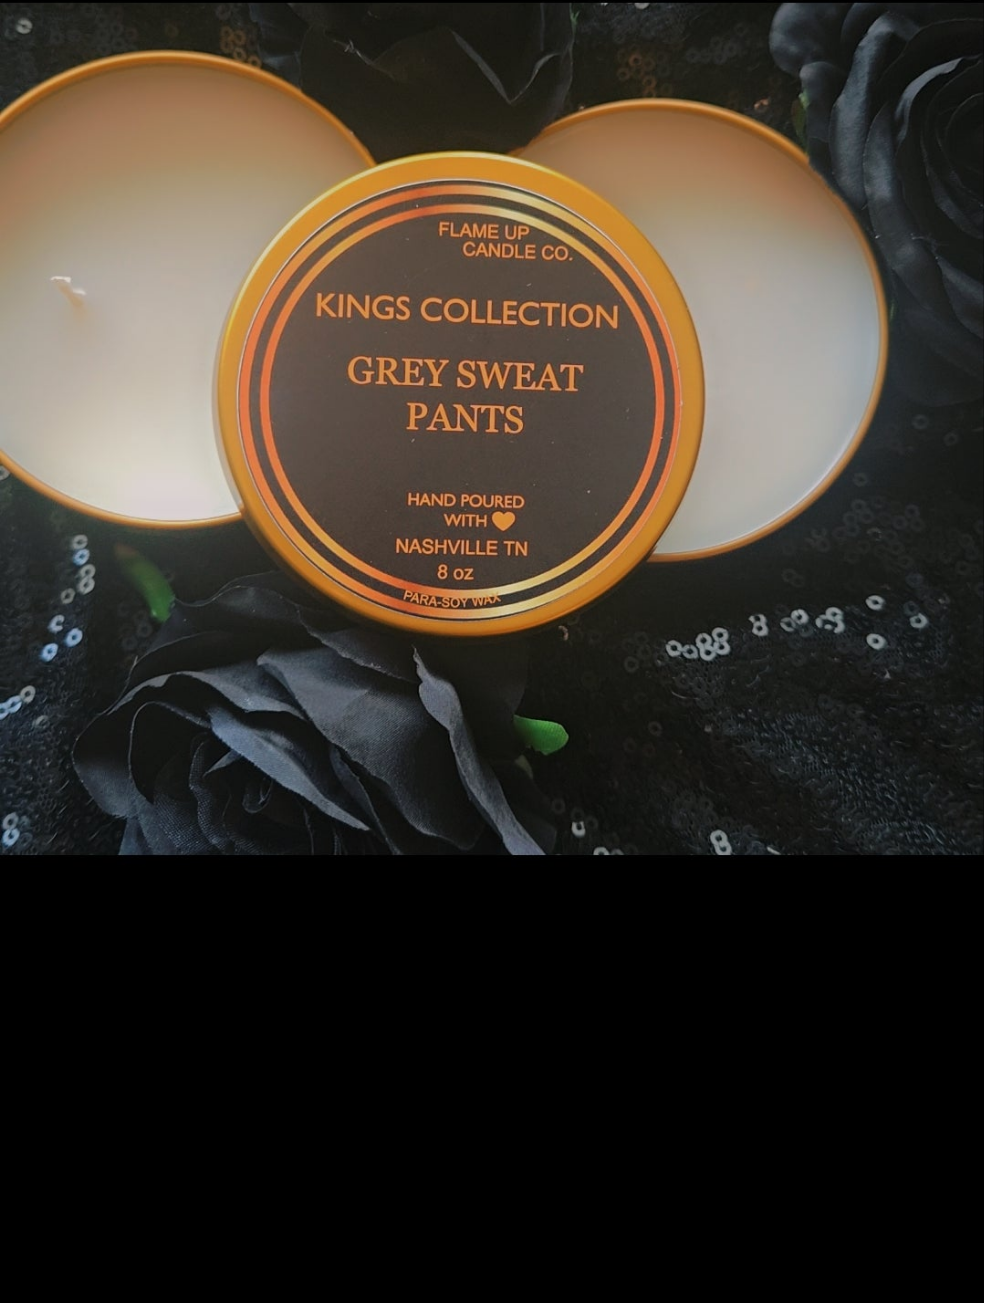 FLAME UP
CANDLE CO.
KINGS COLLECTION
GREY SWEAT
PANTS
HAND POURED
WITH 🧡
NASHVILLE TN
8 oz
PARA-SOY WAX